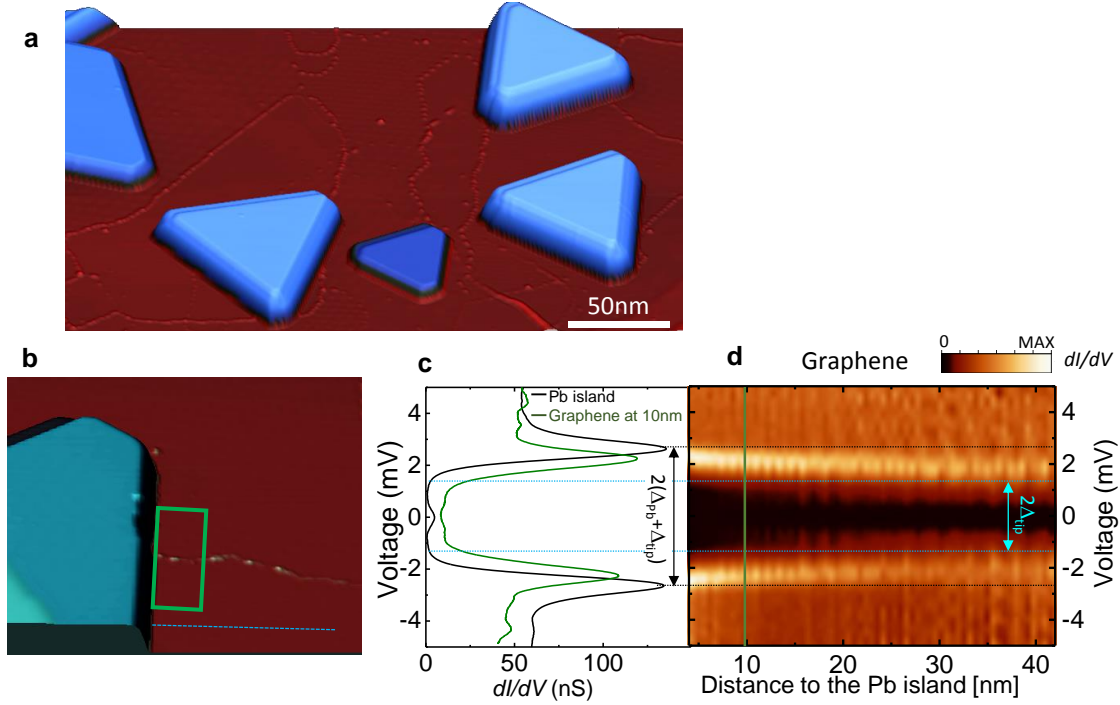 a
50nm
b
c
Pb island
Graphene at 10nm
4
2
0
-2
-4
Voltage (mV)
0
50
100
dI/dV (nS)
2(Δ_Pb+Δ_tip)
d
Graphene
0
MAX
dI/dV
2Δ_tip
4
2
0
-2
-4
Voltage (mV)
10
20
30
40
Distance to the Pb island [nm]